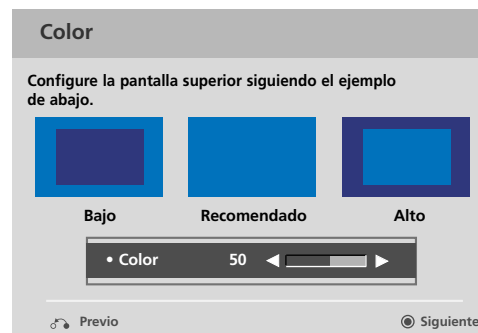 Color
Configure la pantalla superior siguiendo el ejemplo
de abajo.
Bajo Recomendado Alto
• Color 50 ◀ ▶
Previo Siguiente